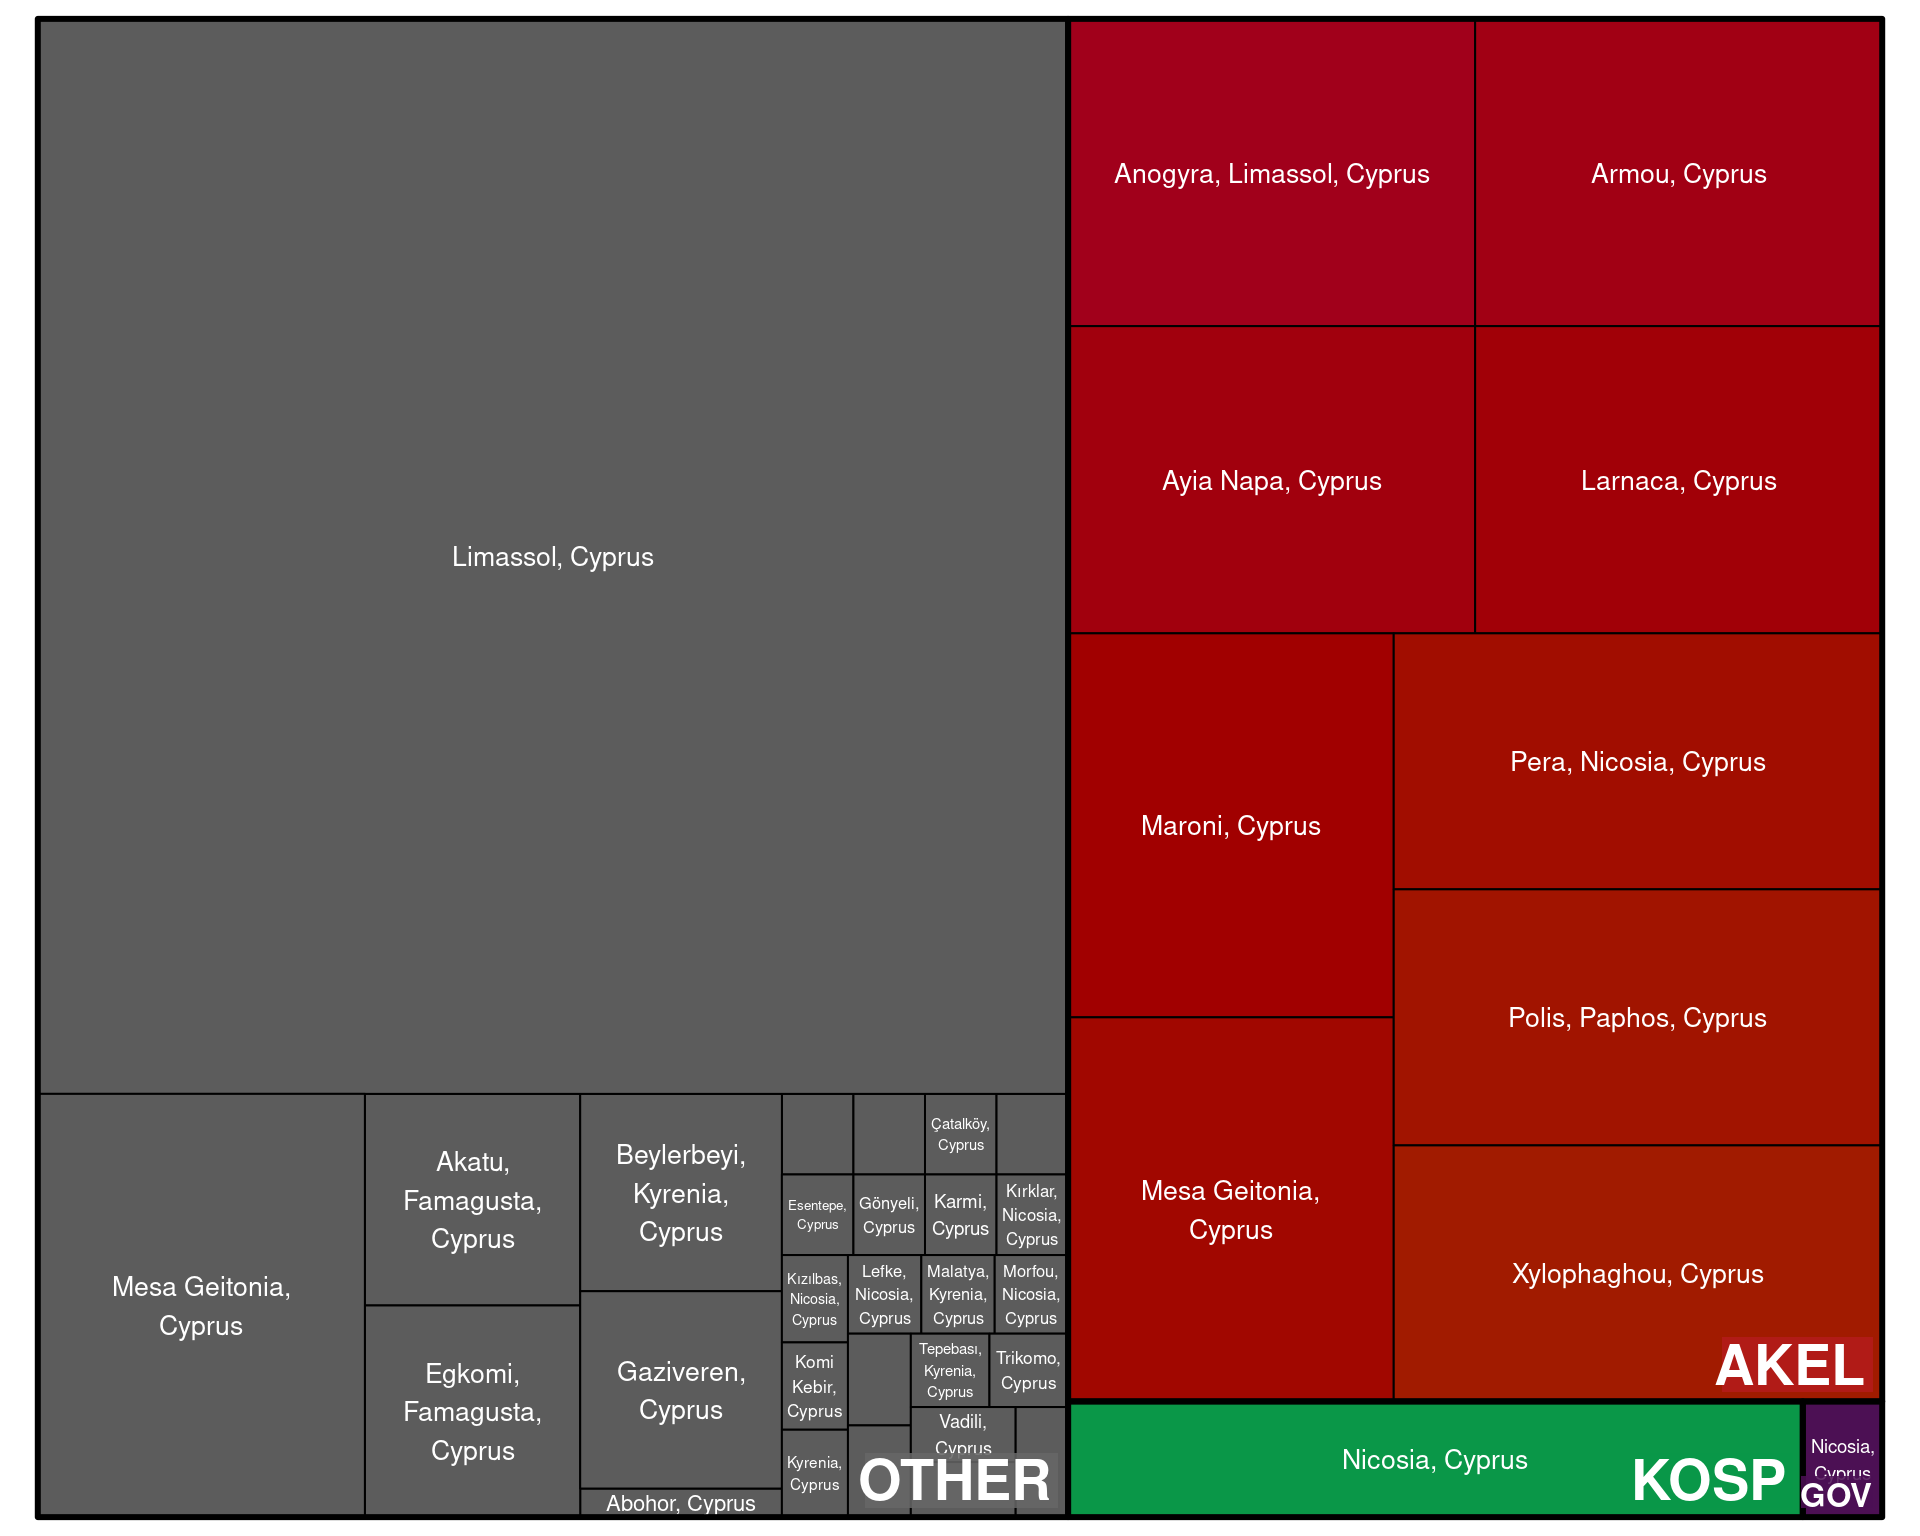 Limassol, Cyprus
Mesa Geitonia,
Cyprus
Akatu,
Famagusta,
Cyprus
Egkomi,
Famagusta,
Cyprus
Beylerbeyi,
Kyrenia,
Cyprus
Gaziveren,
Cyprus
Abohor, Cyprus
Çatalköy,
Cyprus
Esentepe,
Cyprus
Gönyeli,
Cyprus
Karmi,
Cyprus
Kırklar,
Nicosia,
Cyprus
Kızılbas,
Nicosia,
Cyprus
Lefke,
Nicosia,
Cyprus
Malatya,
Kyrenia,
Cyprus
Morfou,
Nicosia,
Cyprus
Komi
Kebir,
Cyprus
Tepebası,
Kyrenia,
Cyprus
Trikomo,
Cyprus
Kyrenia,
Cyprus
Vadili,
Cyprus
OTHER
Anogyra, Limassol, Cyprus
Armou, Cyprus
Ayia Napa, Cyprus
Larnaca, Cyprus
Maroni, Cyprus
Pera, Nicosia, Cyprus
Polis, Paphos, Cyprus
Mesa Geitonia,
Cyprus
Xylophaghou, Cyprus
AKEL
Nicosia, Cyprus
KOSP
Nicosia,
Cyprus
GOV